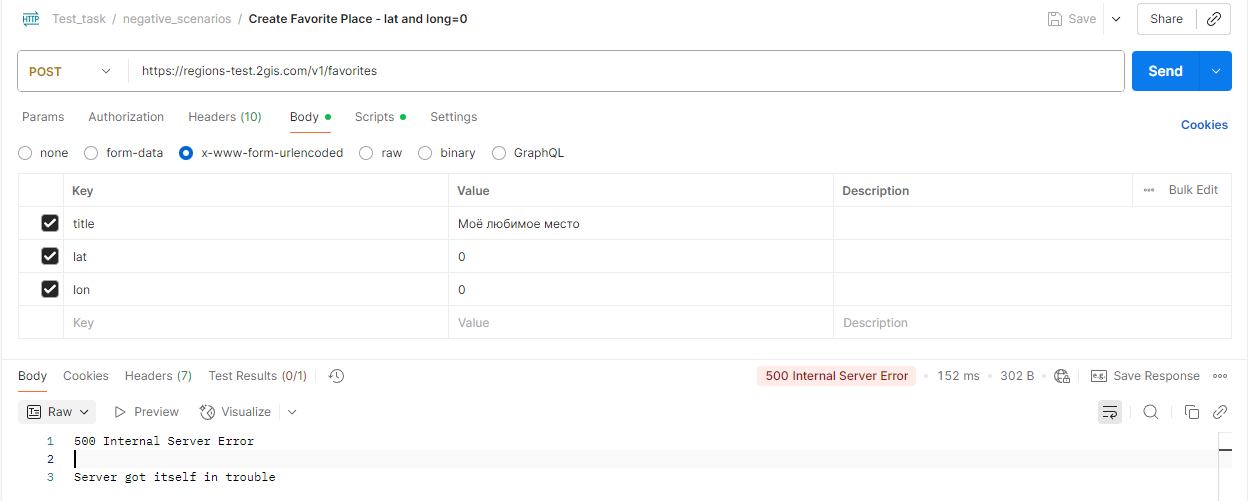 HTTP Test_task / negative_scenarios / Create Favorite Place - lat and long=0 Save Share
POST https://regions-test.2gis.com/v1/favorites Send
Params Authorization Headers (10) Body Scripts Settings Cookies
none form-data x-www-form-urlencoded raw binary GraphQL
Key Value Description Bulk Edit
title Моё любимое место
lat 0
lon 0
Key Value Description
Body Cookies Headers (7) Test Results (0/1) 500 Internal Server Error 152 ms 302 B e.g. Save Response
Raw Preview Visualize
1 500 Internal Server Error
2
3 Server got itself in trouble